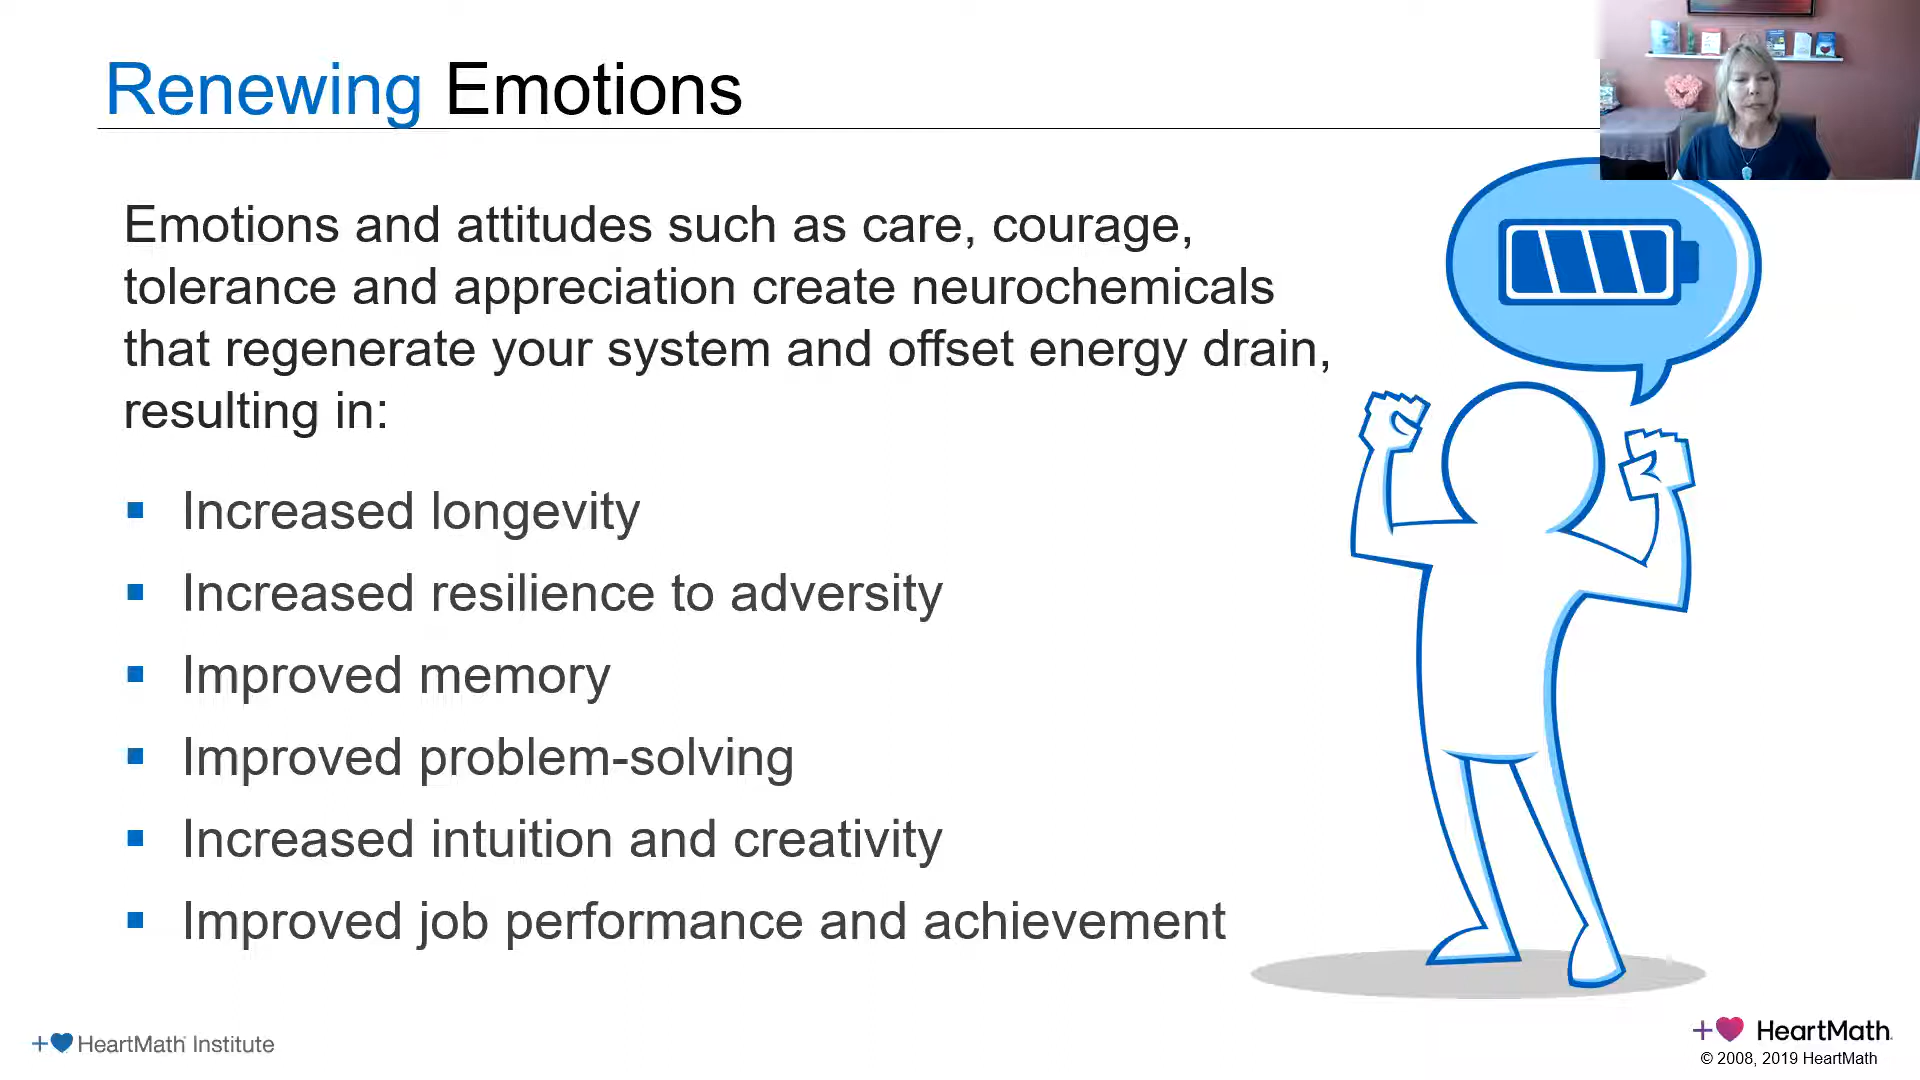 Renewing Emotions
Emotions and attitudes such as care, courage,
tolerance and appreciation create neurochemicals
that regenerate your system and offset energy drain,
resulting in:
▪ Increased longevity
▪ Increased resilience to adversity
▪ Improved memory
▪ Improved problem-solving
▪ Increased intuition and creativity
▪ Improved job performance and achievement
HeartMath Institute
HeartMath
© 2008, 2019 HeartMath